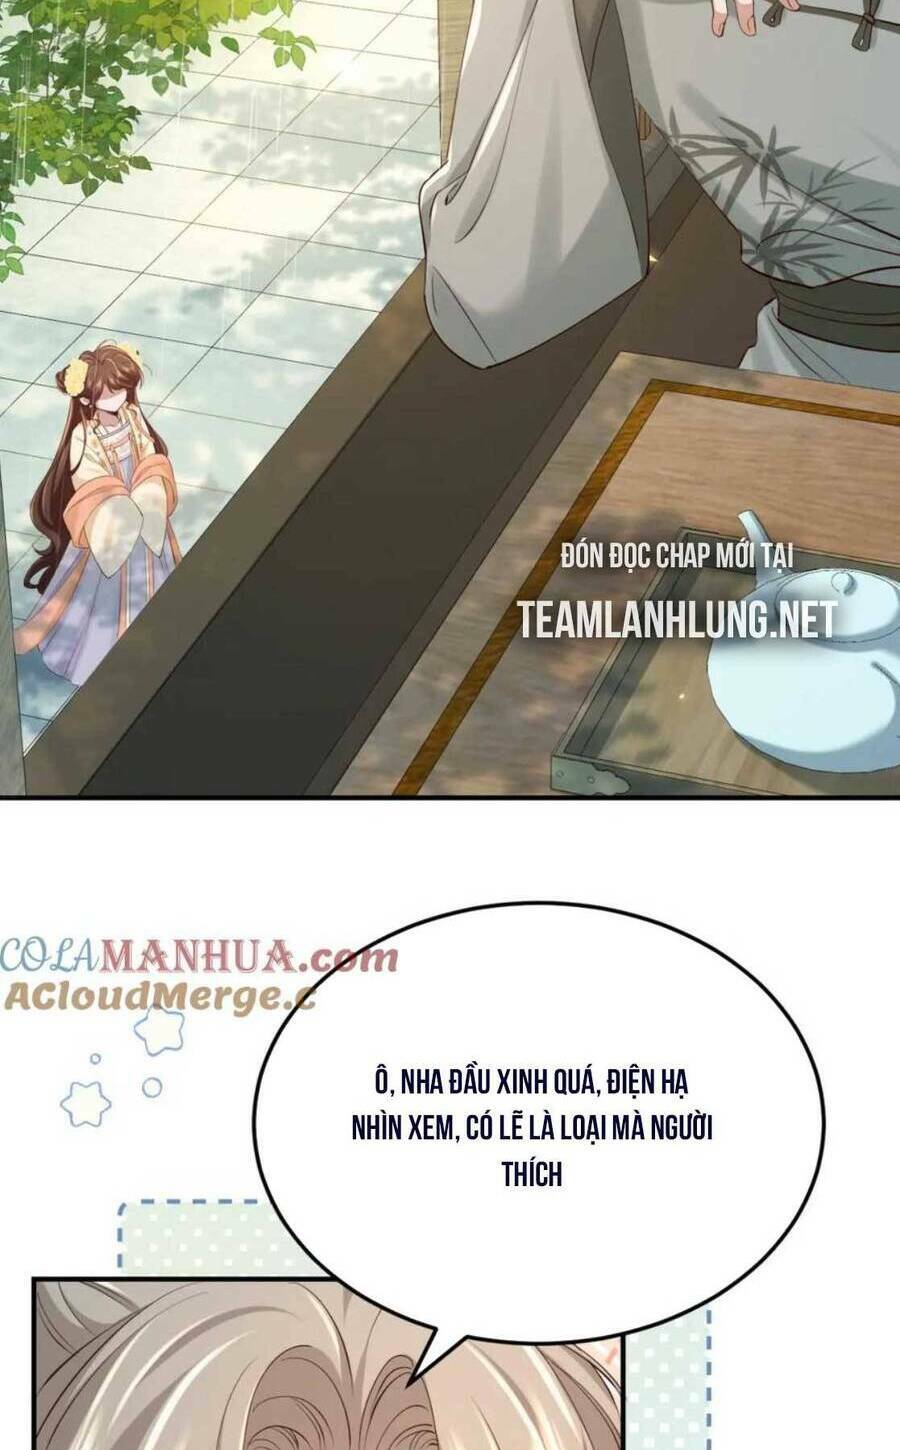 ĐÓN ĐỌC CHAP MỚI TẠI
TEAMLANHLUNG.NET
COLAMANHUA.com
ACloudMerge.c
Ô, NHA ĐẦU XINH QUÁ, ĐIỆN HẠ
NHÌN XEM, CÓ LẼ LÀ LOẠI MÀ NGƯỜI
THÍCH